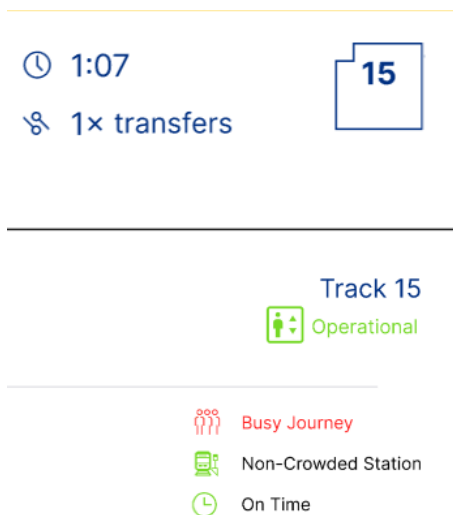 1:07
15
1× transfers
Track 15
Operational
Busy Journey
Non-Crowded Station
On Time